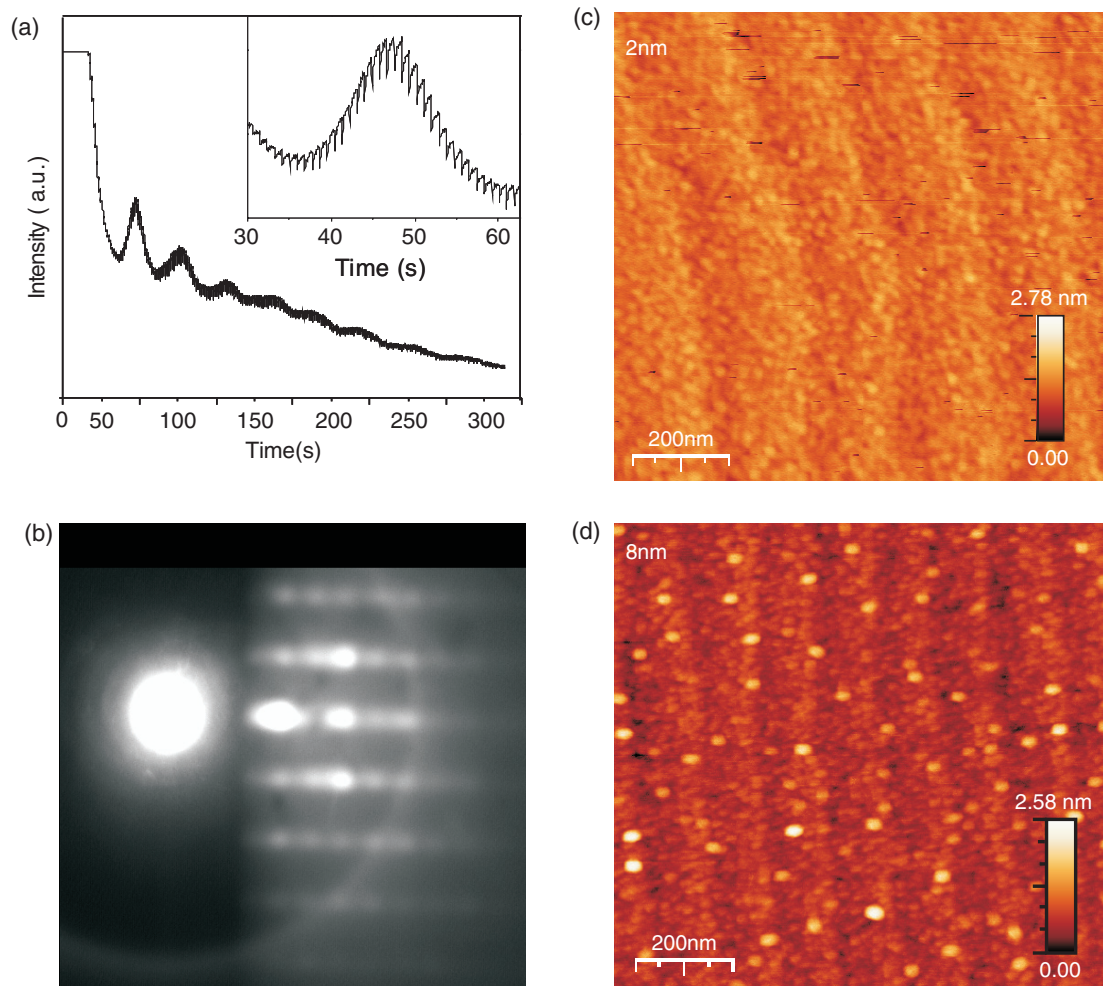 (a)
Intensity ( a.u.)
30 40 50 60
Time (s)
0 50 100 150 200 250 300
Time(s)
(b)
(c)
2nm
2.78 nm
0.00
200nm
(d)
8nm
2.58 nm
0.00
200nm